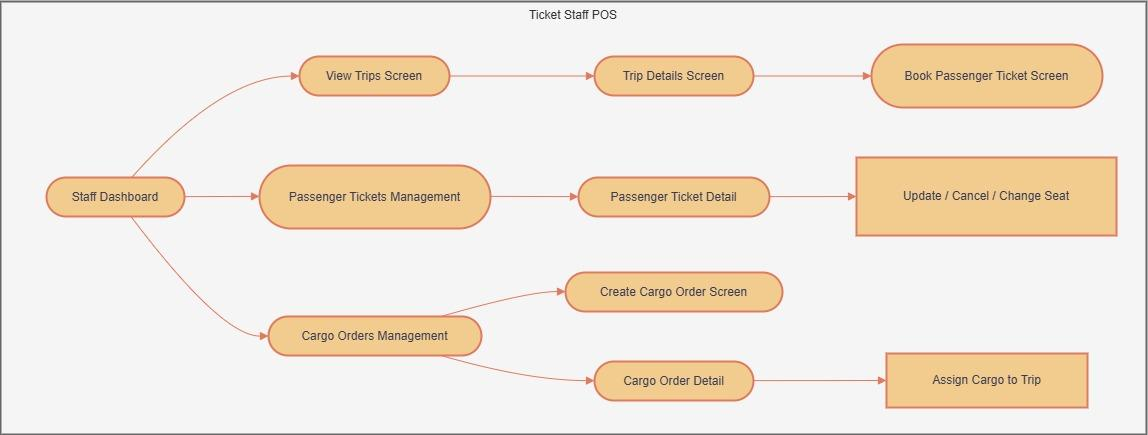 Ticket Staff POS
View Trips Screen
Trip Details Screen
Book Passenger Ticket Screen
Staff Dashboard
Passenger Tickets Management
Passenger Ticket Detail
Update / Cancel / Change Seat
Create Cargo Order Screen
Cargo Orders Management
Cargo Order Detail
Assign Cargo to Trip